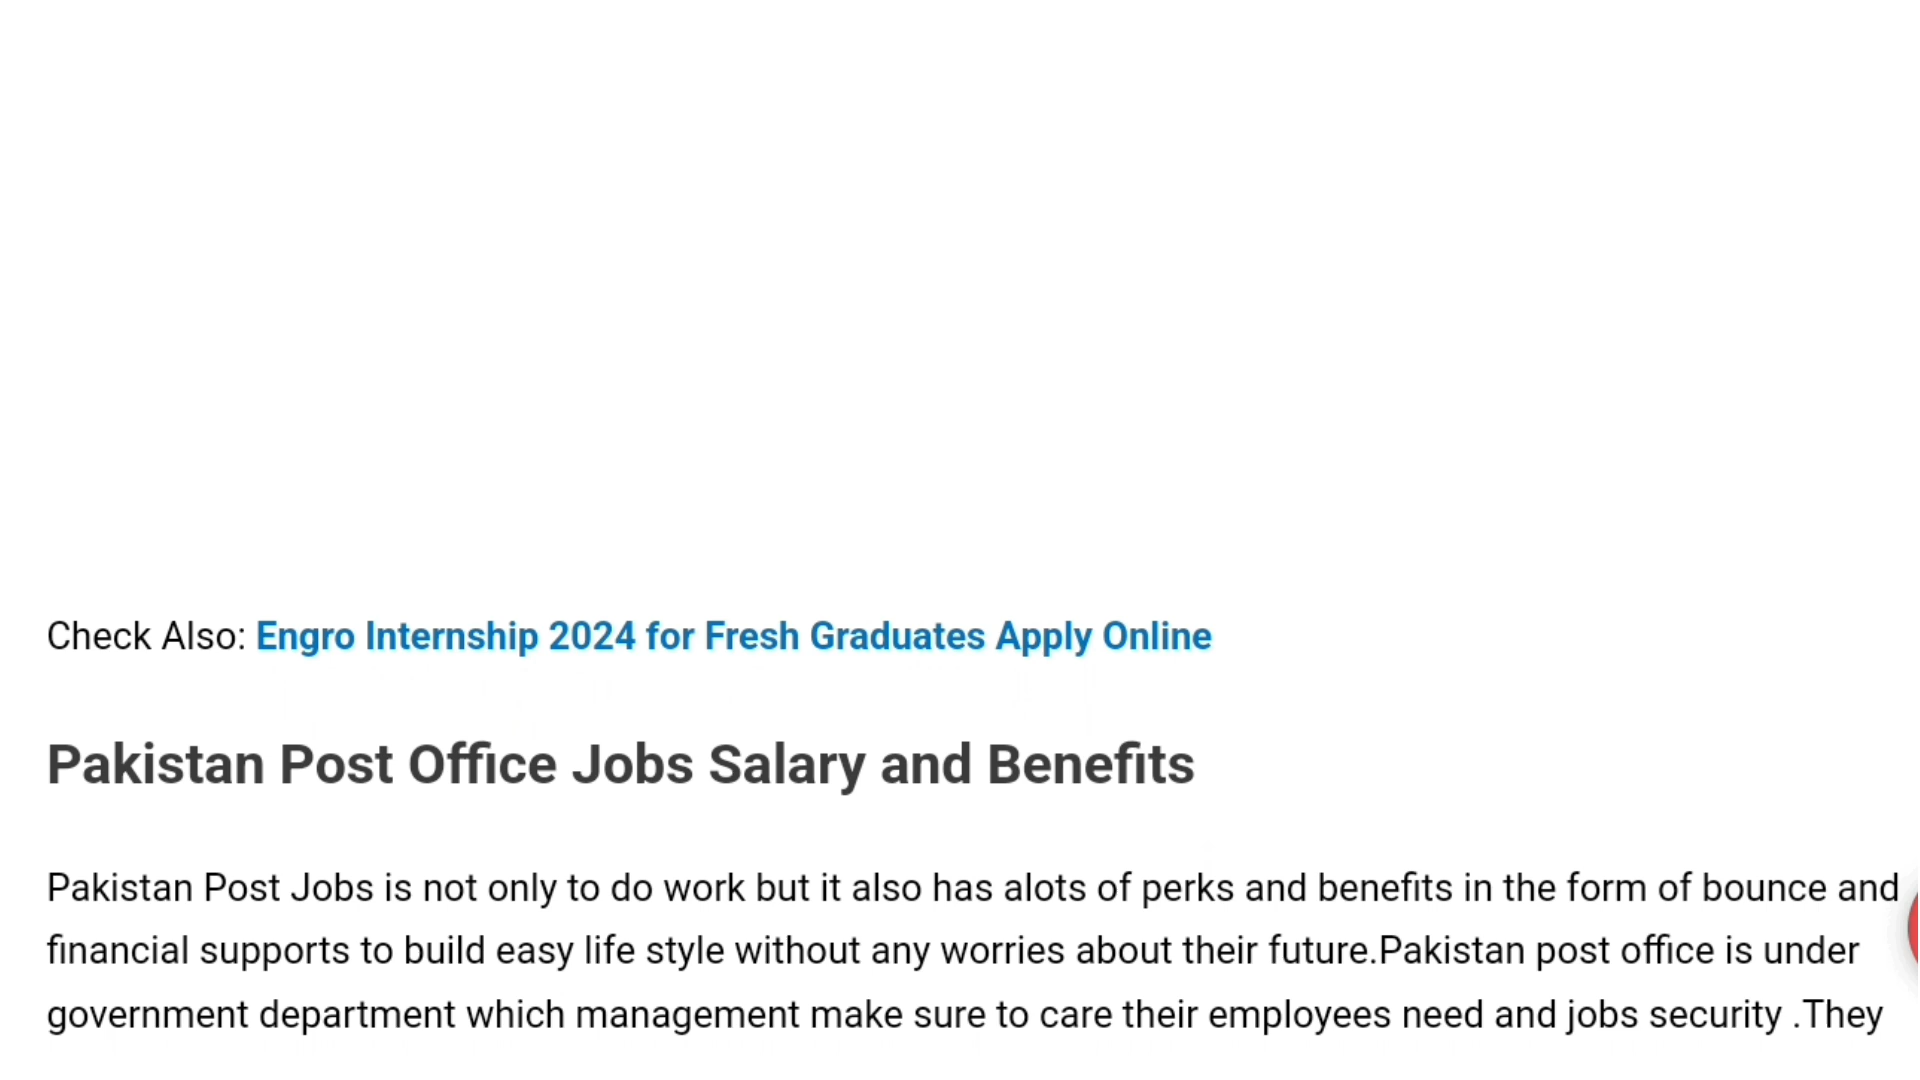 Check Also: Engro Internship 2024 for Fresh Graduates Apply Online
Pakistan Post Office Jobs Salary and Benefits
Pakistan Post Jobs is not only to do work but it also has alots of perks and benefits in the form of bounce and
financial supports to build easy life style without any worries about their future.Pakistan post office is under
government department which management make sure to care their employees need and jobs security .They